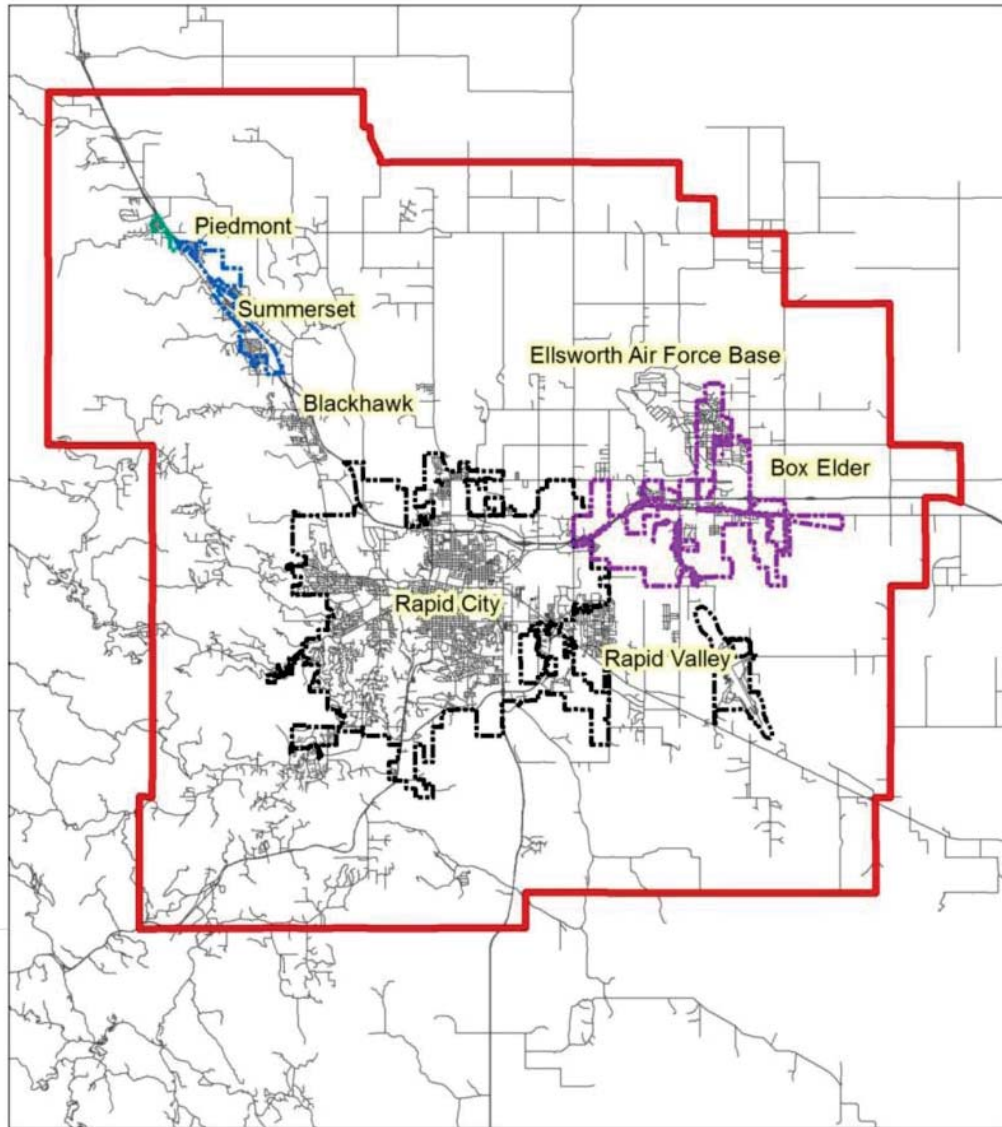 Piedmont
Summerset
Ellsworth Air Force Base
Blackhawk
Box Elder
Rapid City
Rapid Valley